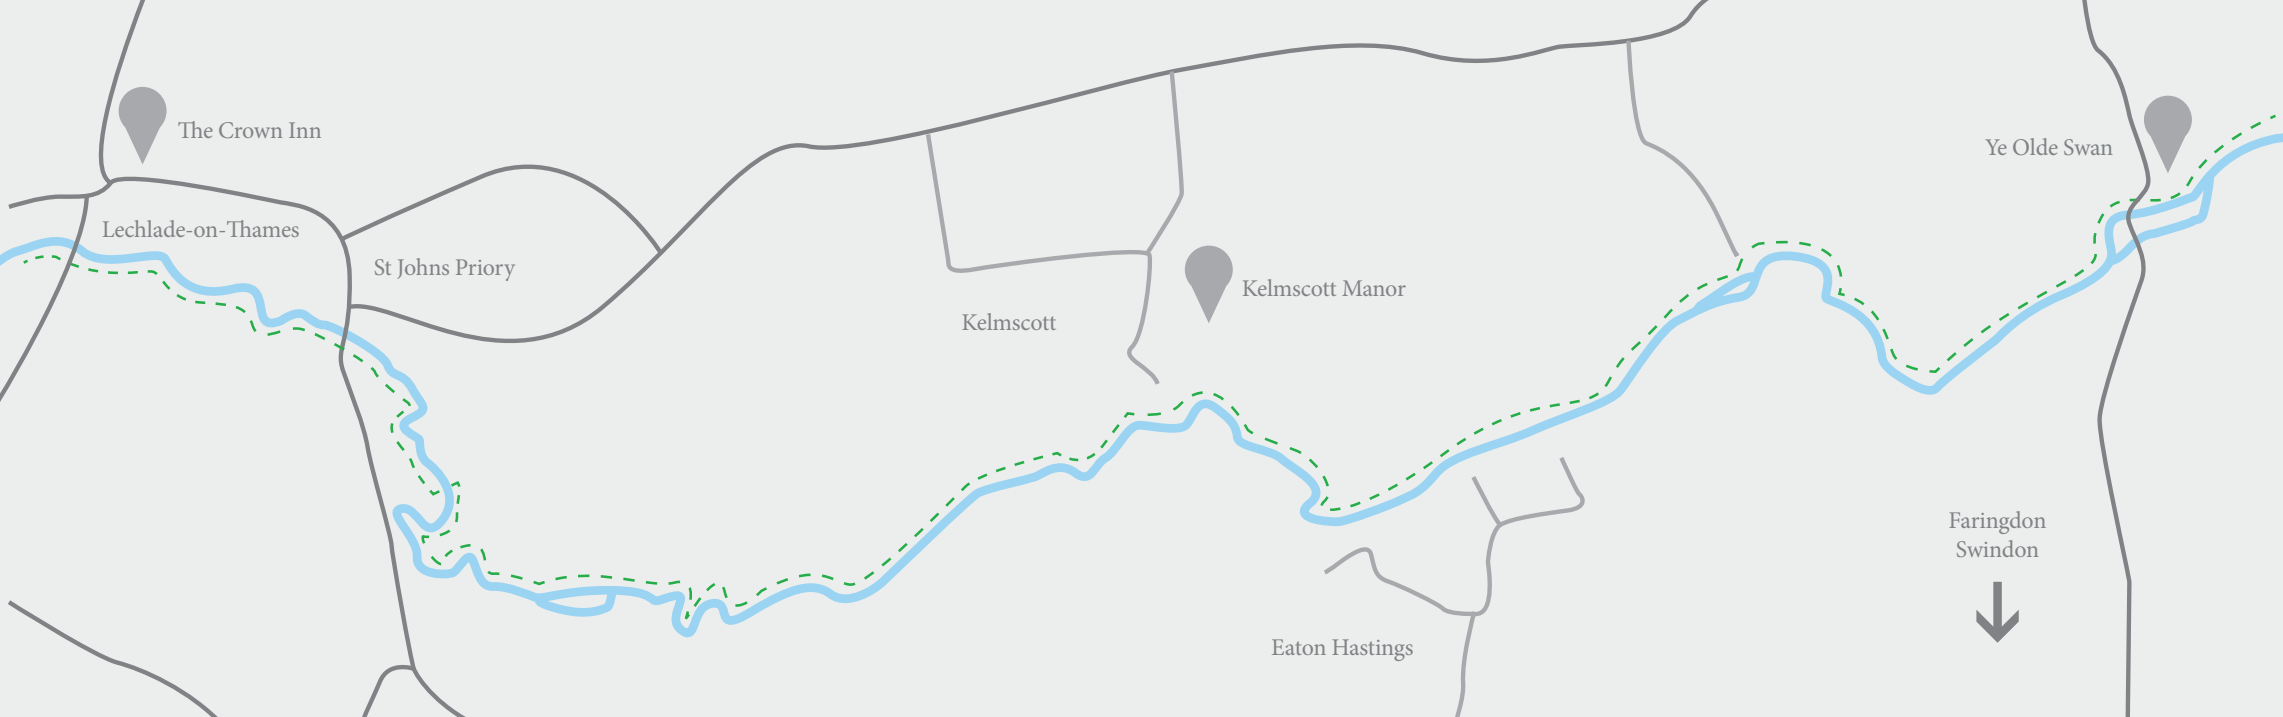 The Crown Inn
Ye Olde Swan
Lechlade-on-Thames
St Johns Priory
Kelmscott Manor
Kelmscott
Faringdon
Swindon
Eaton Hastings